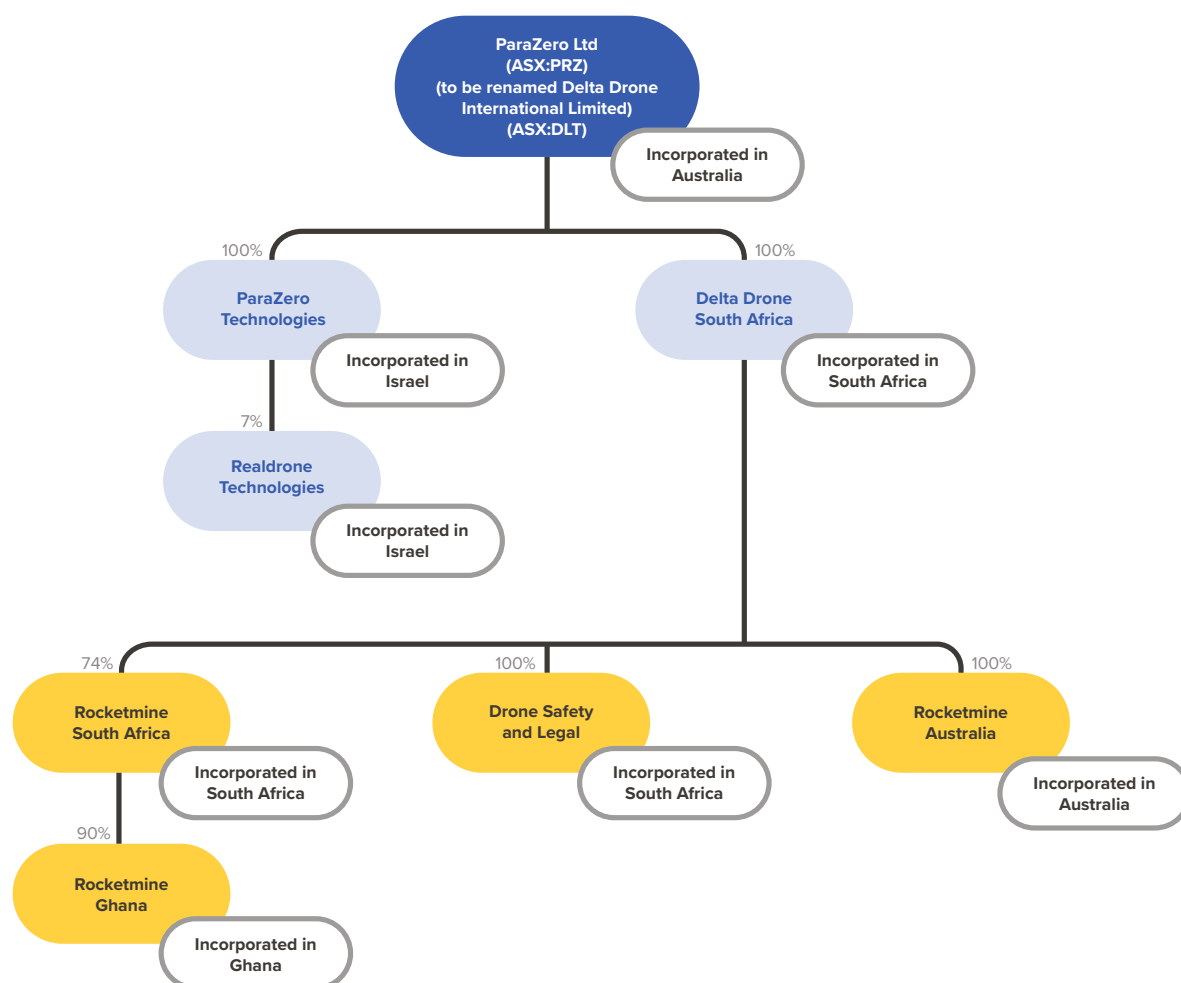 ParaZero Ltd
(ASX:PRZ)
(to be renamed Delta Drone
International Limited)
(ASX:DLT)
Incorporated in
Australia
100%
100%
ParaZero
Technologies
Incorporated in
Israel
Delta Drone
South Africa
Incorporated in
South Africa
7%
Realdrone
Technologies
Incorporated in
Israel
74%
100%
100%
Rocketmine
South Africa
Incorporated in
South Africa
Drone Safety
and Legal
Incorporated in
South Africa
Rocketmine
Australia
Incorporated in
Australia
90%
Rocketmine
Ghana
Incorporated in
Ghana